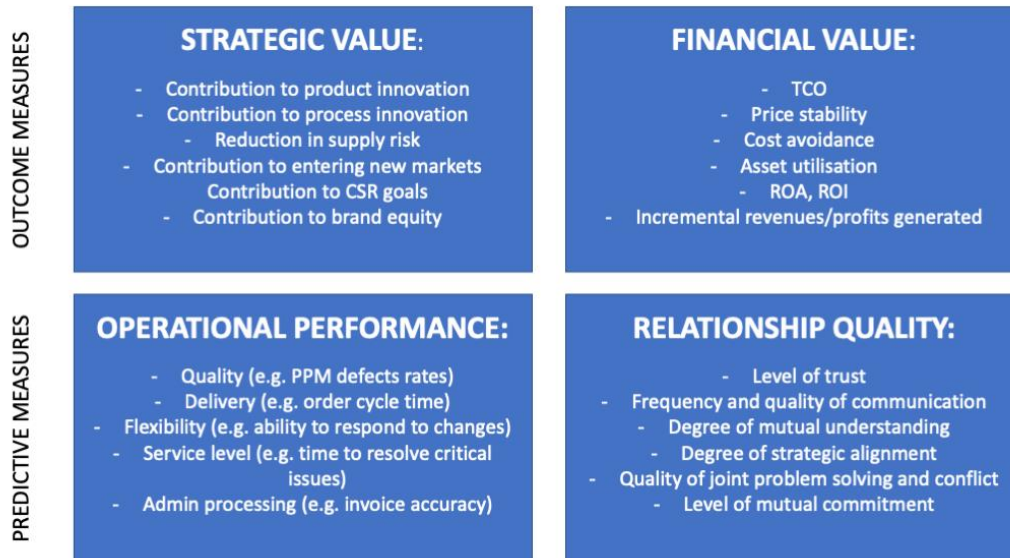 OUTCOME MEASURES
STRATEGIC VALUE:
- Contribution to product innovation
- Contribution to process innovation
- Reduction in supply risk
- Contribution to entering new markets
Contribution to CSR goals
- Contribution to brand equity
FINANCIAL VALUE:
- TCO
- Price stability
- Cost avoidance
- Asset utilisation
- ROA, ROI
- Incremental revenues/profits generated
PREDICTIVE MEASURES
OPERATIONAL PERFORMANCE:
- Quality (e.g. PPM defects rates)
- Delivery (e.g. order cycle time)
- Flexibility (e.g. ability to respond to changes)
- Service level (e.g. time to resolve critical
issues)
- Admin processing (e.g. invoice accuracy)
RELATIONSHIP QUALITY:
- Level of trust
- Frequency and quality of communication
- Degree of mutual understanding
- Degree of strategic alignment
- Quality of joint problem solving and conflict
- Level of mutual commitment